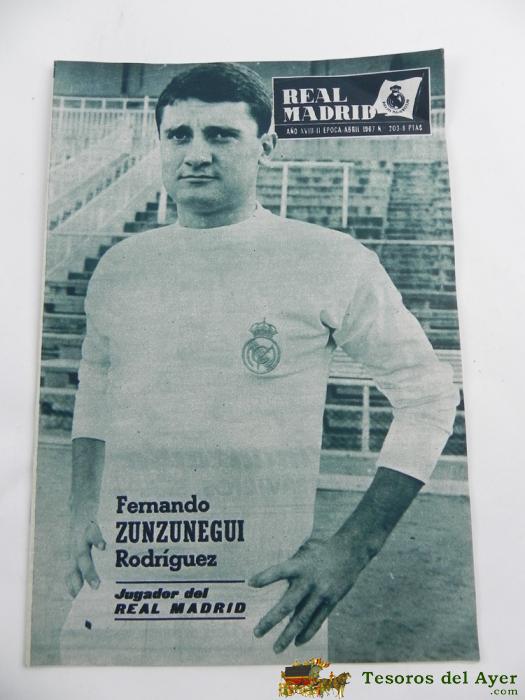 REAL
MADRID
AÑO XVIII-II EPOCA-ABRIL 1967 N. 203-8 PTAS
Fernando
ZUNZUNEGUI
Rodríguez
Jugador del
REAL MADRID
Tesoros del Ayer
.com